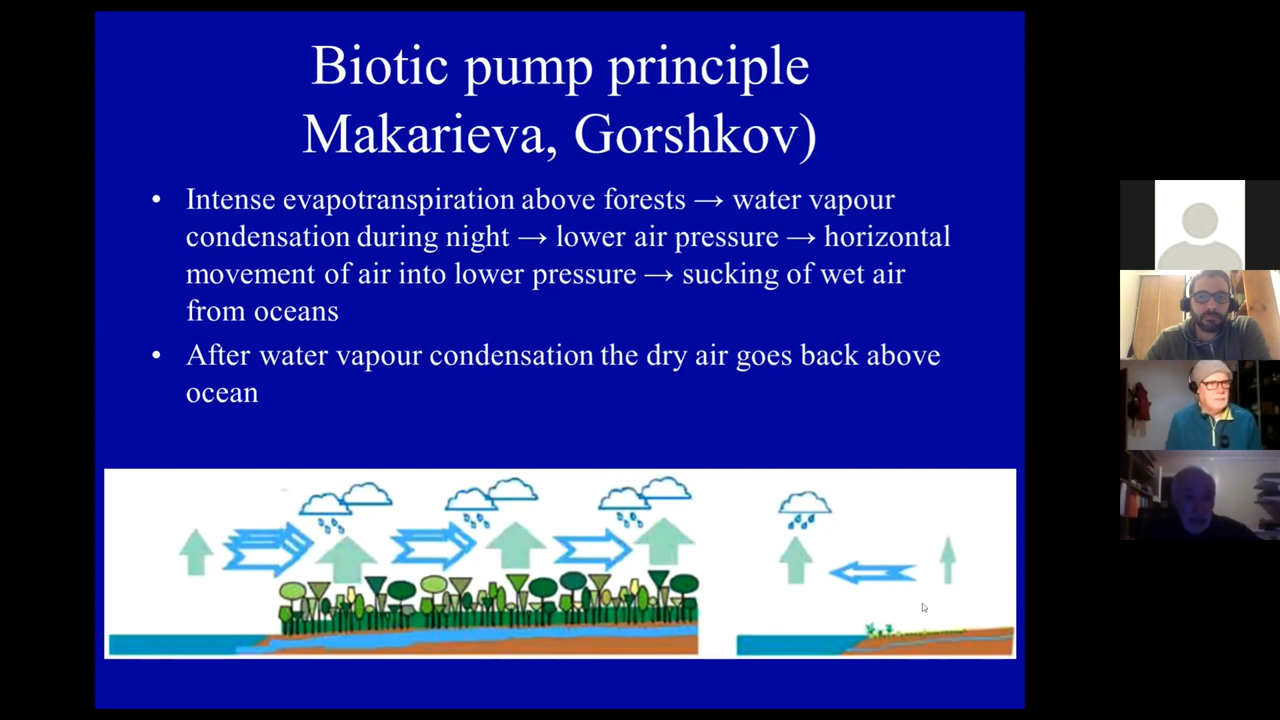 Biotic pump principle
Makarieva, Gorshkov)
• Intense evapotranspiration above forests → water vapour
condensation during night → lower air pressure → horizontal
movement of air into lower pressure → sucking of wet air
from oceans
• After water vapour condensation the dry air goes back above
ocean